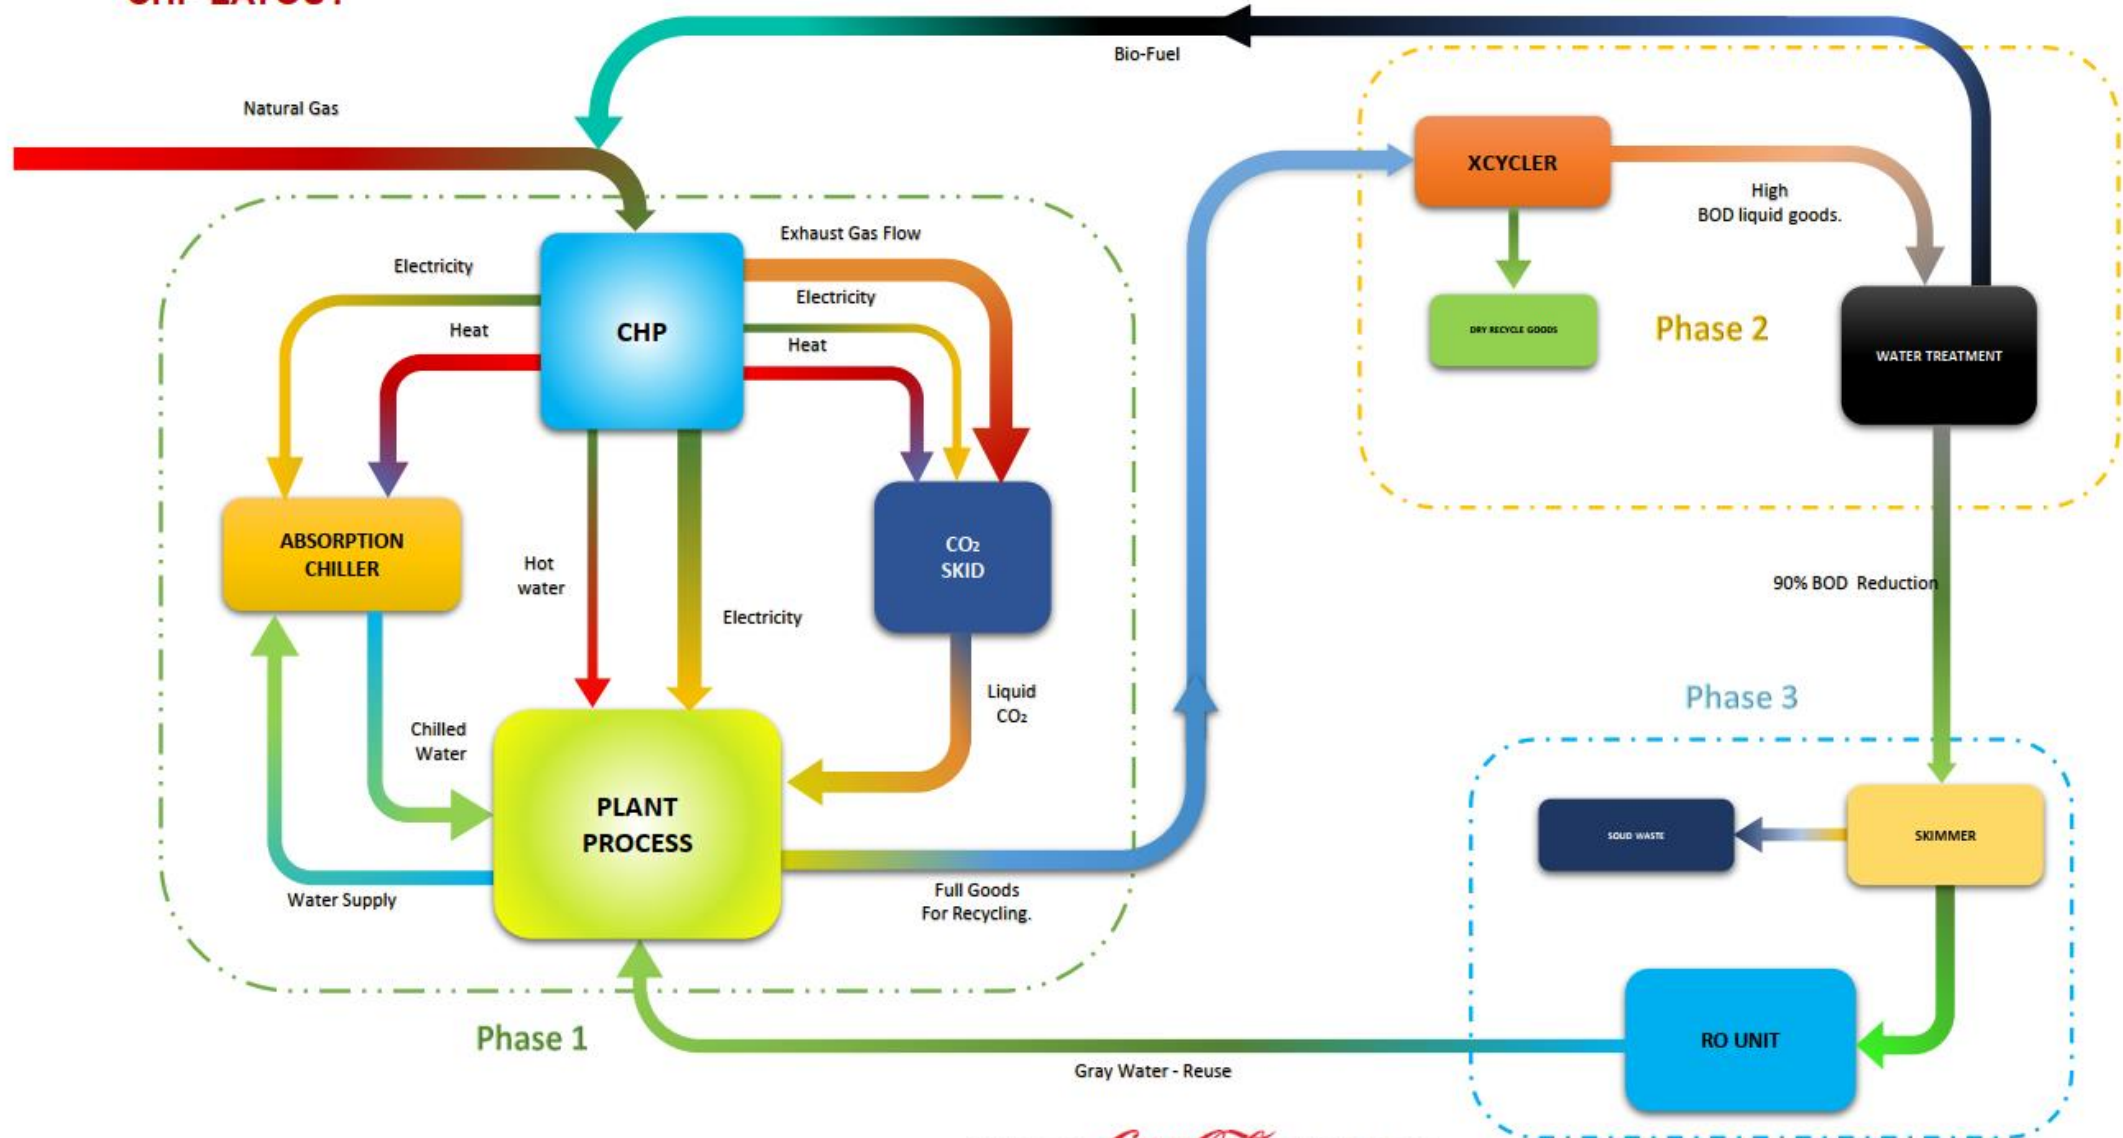 CHP LAYOUT
Bio-Fuel
Natural Gas
XCYCLER
High
BOD liquid goods.
Exhaust Gas Flow
Electricity
Electricity
Heat
CHP
Heat
DRY RECYCLE GOODS
Phase 2
WATER TREATMENT
ABSORPTION
CHILLER
CO₂
SKID
Hot
water
90% BOD  Reduction
Electricity
Liquid
CO₂
Phase 3
Chilled
Water
PLANT
PROCESS
SOLID WASTE
SKIMMER
Water Supply
Full Goods
For Recycling.
Phase 1
RO UNIT
Gray Water - Reuse